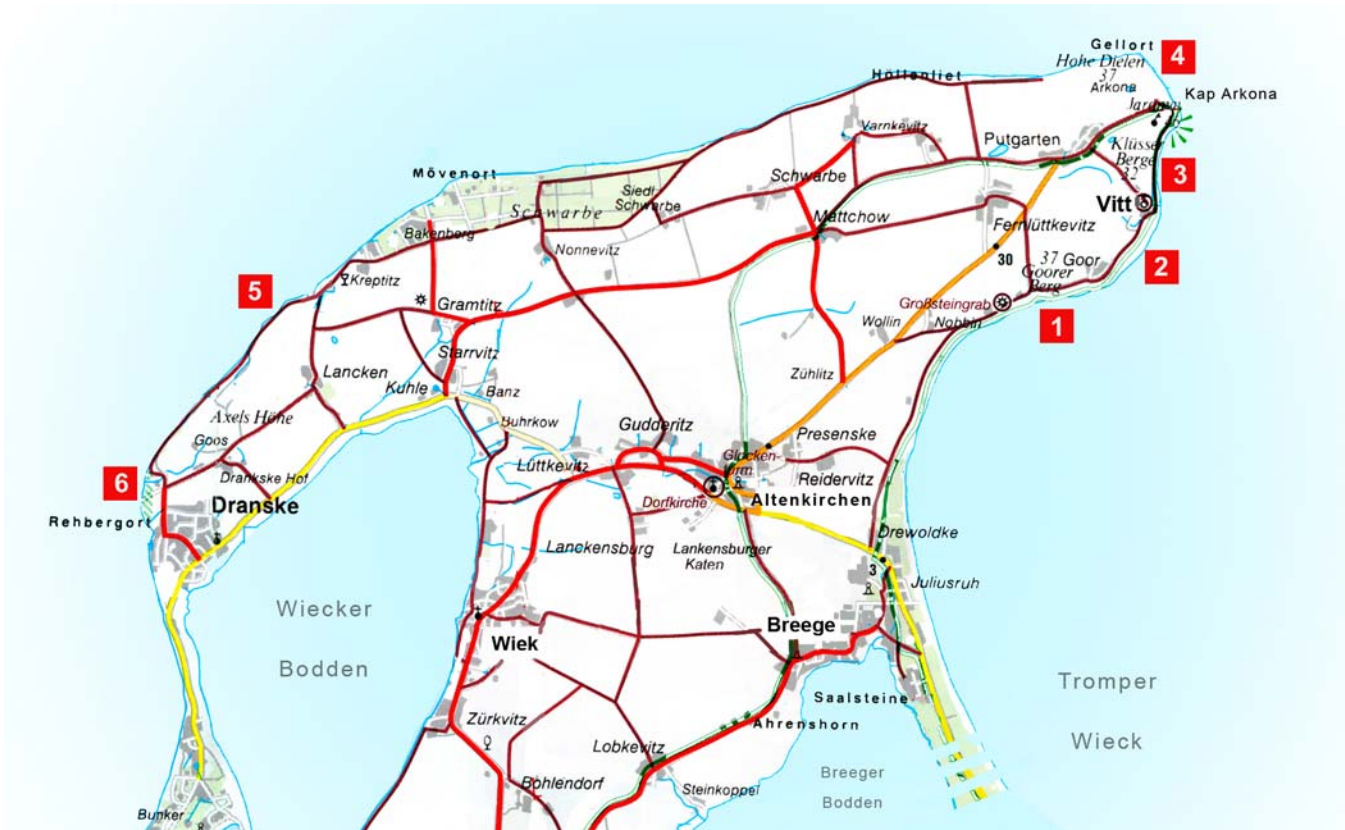 Gellort
Hohe Dielen
37
Arkona
4
Kap Arkona
Höllenliet
Varnkevitz
Putgarten
Klüsser
Berge
32
3
Mövenort
Schwarbe
Siedl
Schwarbe
Schwarbe
Vitt
Mattchow
Fernlüttkevitz
Bakenberg
Nonnevitz
30
37 Goor
Goorer
Berg
2
Kreptitz
5
Gramtitz
Großsteingrab
1
Wollin
Nobbin
Starrvitz
Lancken
Zühlitz
Kuhle
Banz
Axels Höhe
Buhrkow
Gudderitz
Presenske
Goos
Lüttkevitz
Glocken-
turm
Reidervitz
Dranske Hof
6
Dranske
Dorfkirche
Altenkirchen
Rehbergort
Drewoldke
Lanckensburg
Lankensburger
Katen
3
Juliusruh
Wiecker
Bodden
Breege
Wiek
Tromper
Wieck
Saalsteine
Zürkvitz
Ahrenshorn
Lobkevitz
Bohlendorf
Steinkoppel
Breeger
Bodden
Bunker